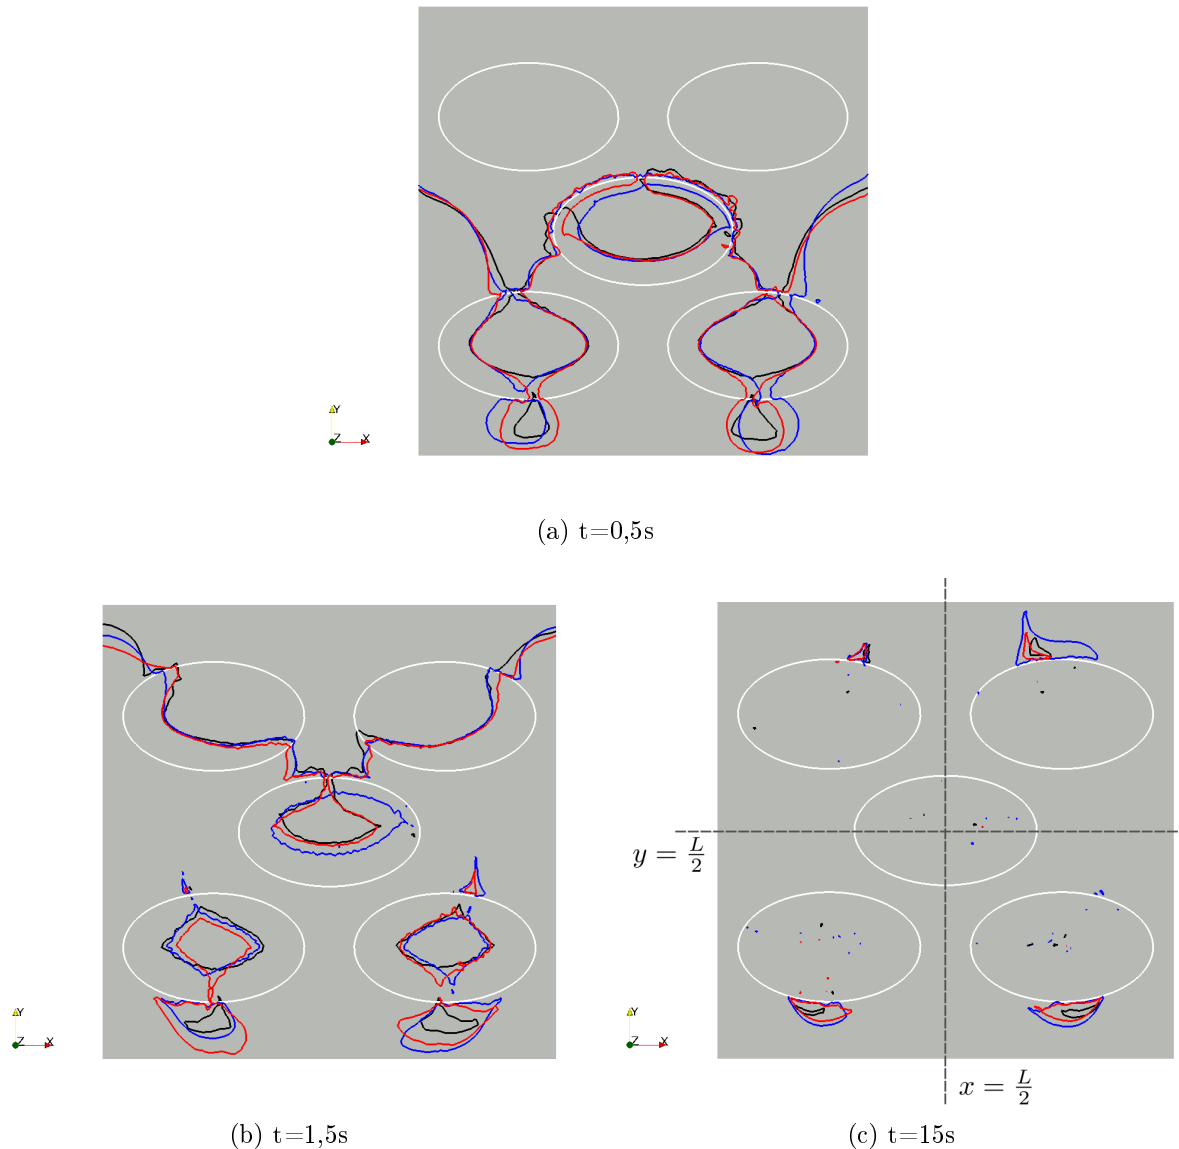 Y
Z
X
(a) t=0,5s
y = L/2
Y
Z
X
Y
Z
X
x = L/2
(b) t=1,5s
(c) t=15s